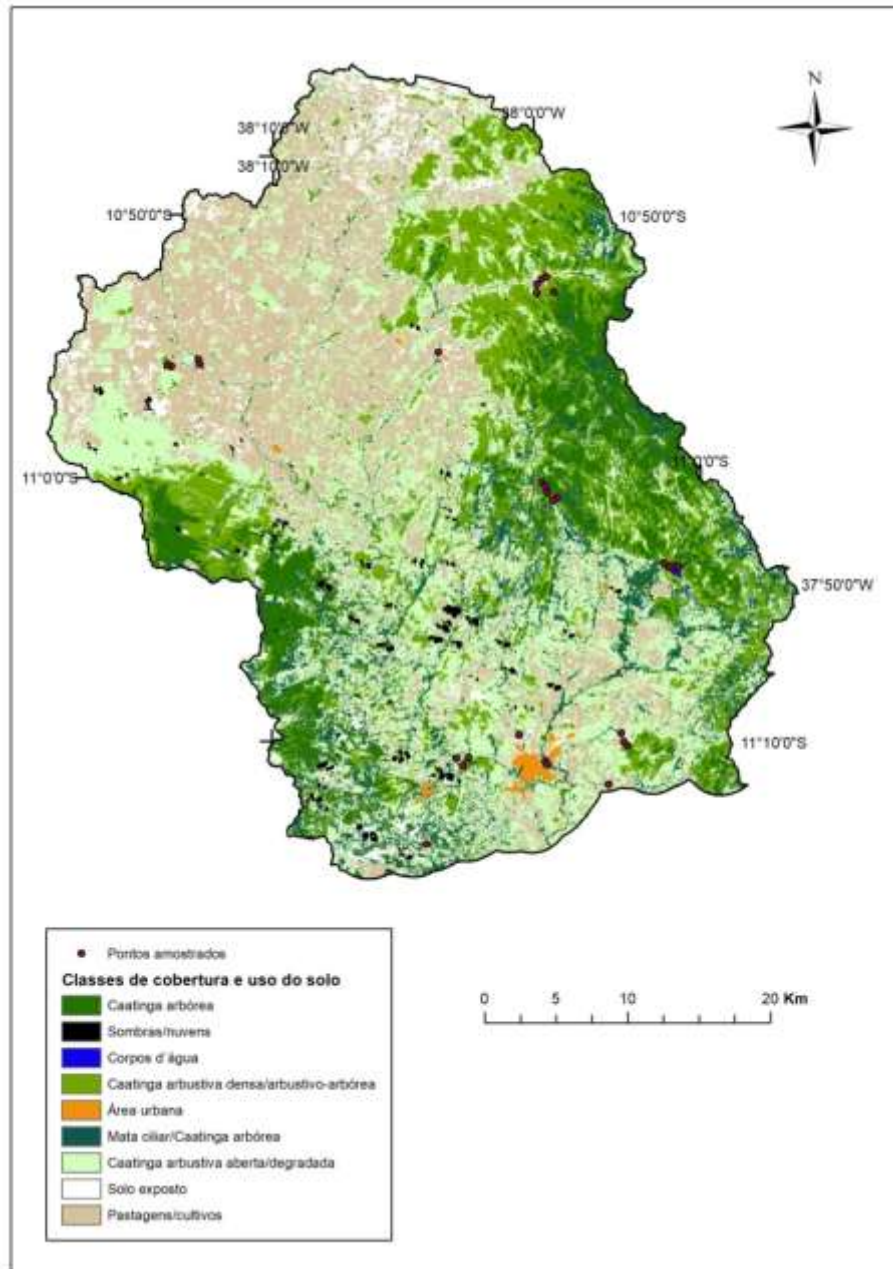 N
38°0'0"W
38°10'0"W
38°10'0"W
10°50'0"S
10°50'0"S
11°0'0"S
11°0'0"S
37°50'0"W
11°10'0"S
Pontos amostrados
Classes de cobertura e uso do solo
Caatinga arbórea
Sombras/nuvens
Corpos d´água
Caatinga arbustiva densa/arbustivo-arbórea
Área urbana
Mata ciliar/Caatinga arbórea
Caatinga arbustiva aberta/degradada
Solo exposto
Pastagens/cultivos
0 5 10 20 Km